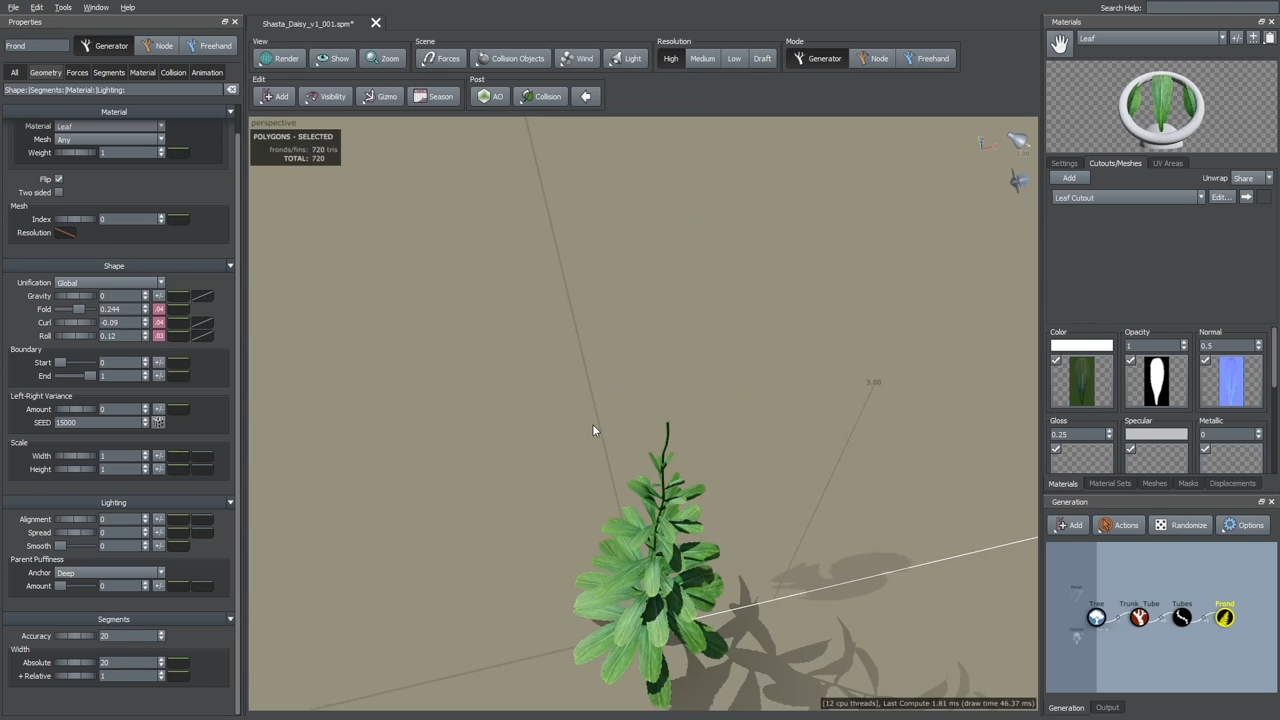 File Edit Tools Window Help
Search Help:
Properties
Shasta_Daisy_v1_001.spm*
Materials
Frond
Generator
Node
Freehand
View
Scene
Resolution
Mode
Render
Show
Zoom
Forces
Collision Objects
Wind
Light
High
Medium
Low
Draft
Generator
Node
Freehand
Leaf
+/-
All Geometry Forces Segments Material Collision Animation
Shape:|Segments:|Material:|Lighting:
Edit
Post
Add
Visibility
Gizmo
Season
AO
Collision
Material
Material Leaf
Mesh Any
Weight 1
Flip
Two sided
Mesh
Index 0
Resolution
Shape
Unification Global
Gravity 0 +/-
Fold 0.244 .04
Curl -0.09 .04
Roll 0.12 .03
Boundary
Start 0 +/-
End 1 +/-
Left-Right Variance
Amount 0 +/-
SEED 15000
Scale
Width 1 +/-
Height 1 +/-
Lighting
Alignment 0 +/-
Spread 0 +/-
Smooth 0 +/-
Parent Puffiness
Anchor Deep
Amount 0 +/-
Segments
Accuracy 20
Width
Absolute 20
+ Relative 1
perspective
POLYGONS - SELECTED
fronds/fins: 720 tris
TOTAL: 720
3.00
[12 cpu threads], Last Compute 1.81 ms (draw time 46.37 ms)
Settings Cutouts/Meshes UV Areas
Add
Unwrap Share
Leaf Cutout
Edit...
Color Opacity Normal
1 0.5
Gloss Specular Metallic
0.25 0
Materials Material Sets Meshes Masks Displacements
Generation
Add
Actions
Randomize
Options
Tree Trunk_Tube Tubes Frond
Generation Output